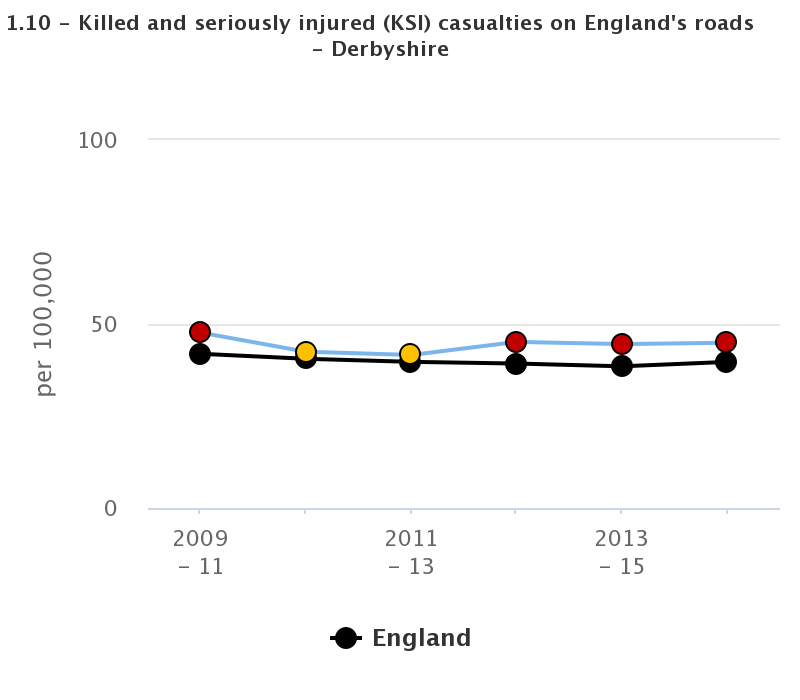 1.10 – Killed and seriously injured (KSI) casualties on England's roads
– Derbyshire
100
50
0
per 100,000
2009
– 11
2011
– 13
2013
– 15
England